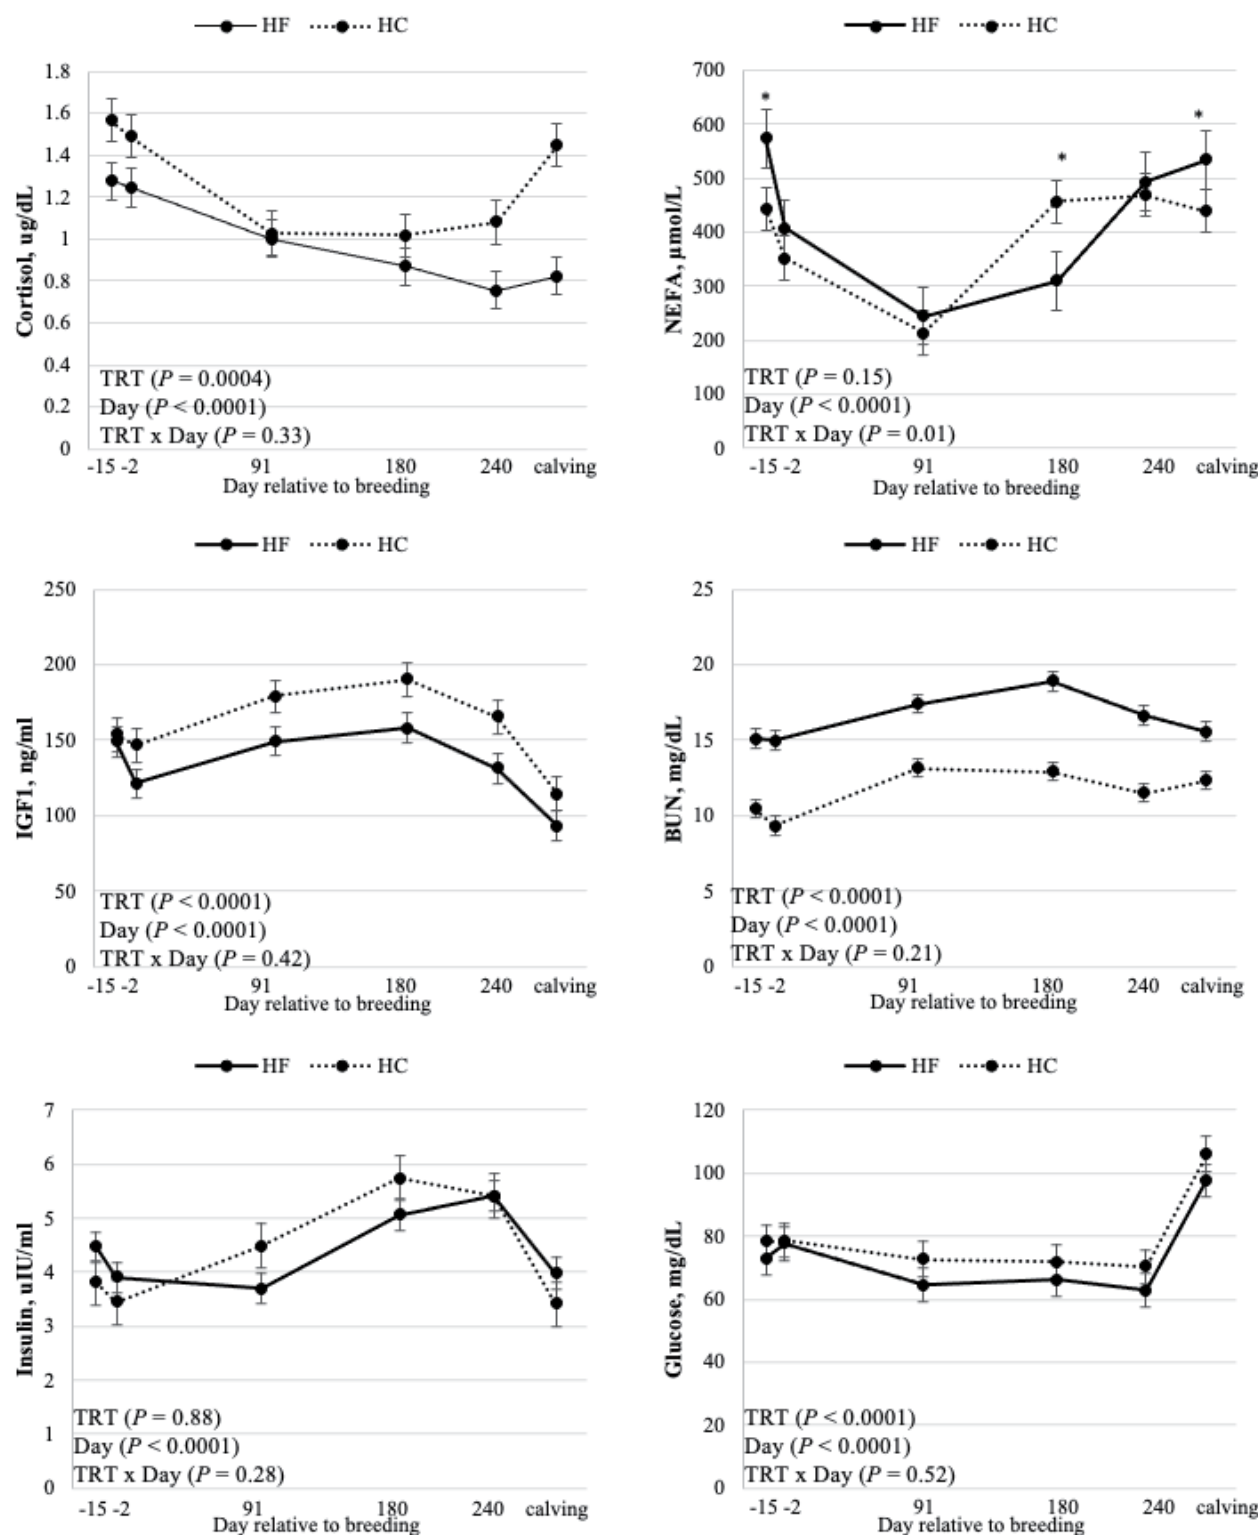 HF HC
Cortisol, ug/dL
1.8
1.6
1.4
1.2
1
0.8
0.6
0.4
0.2
0
TRT (P = 0.0004)
Day (P < 0.0001)
TRT x Day (P = 0.33)
-15 -2 91 180 240 calving
Day relative to breeding
HF HC
NEFA, µmol/L
700
600
500
400
300
200
100
0
*
*
*
TRT (P = 0.15)
Day (P < 0.0001)
TRT x Day (P = 0.01)
-15 -2 91 180 240 calving
Day relative to breeding
HF HC
IGF1, ng/ml
250
200
150
100
50
0
TRT (P < 0.0001)
Day (P < 0.0001)
TRT x Day (P = 0.42)
-15 -2 91 180 240 calving
Day relative to breeding
HF HC
BUN, mg/dL
25
20
15
10
5
0
TRT (P < 0.0001)
Day (P < 0.0001)
TRT x Day (P = 0.21)
-15 -2 91 180 240 calving
Day relative to breeding
HF HC
Insulin, uIU/ml
7
6
5
4
3
2
1
0
TRT (P = 0.88)
Day (P < 0.0001)
TRT x Day (P = 0.28)
-15 -2 91 180 240 calving
Day relative to breeding
HF HC
Glucose, mg/dL
120
100
80
60
40
20
0
TRT (P < 0.0001)
Day (P < 0.0001)
TRT x Day (P = 0.52)
-15 -2 91 180 240 calving
Day relative to breeding